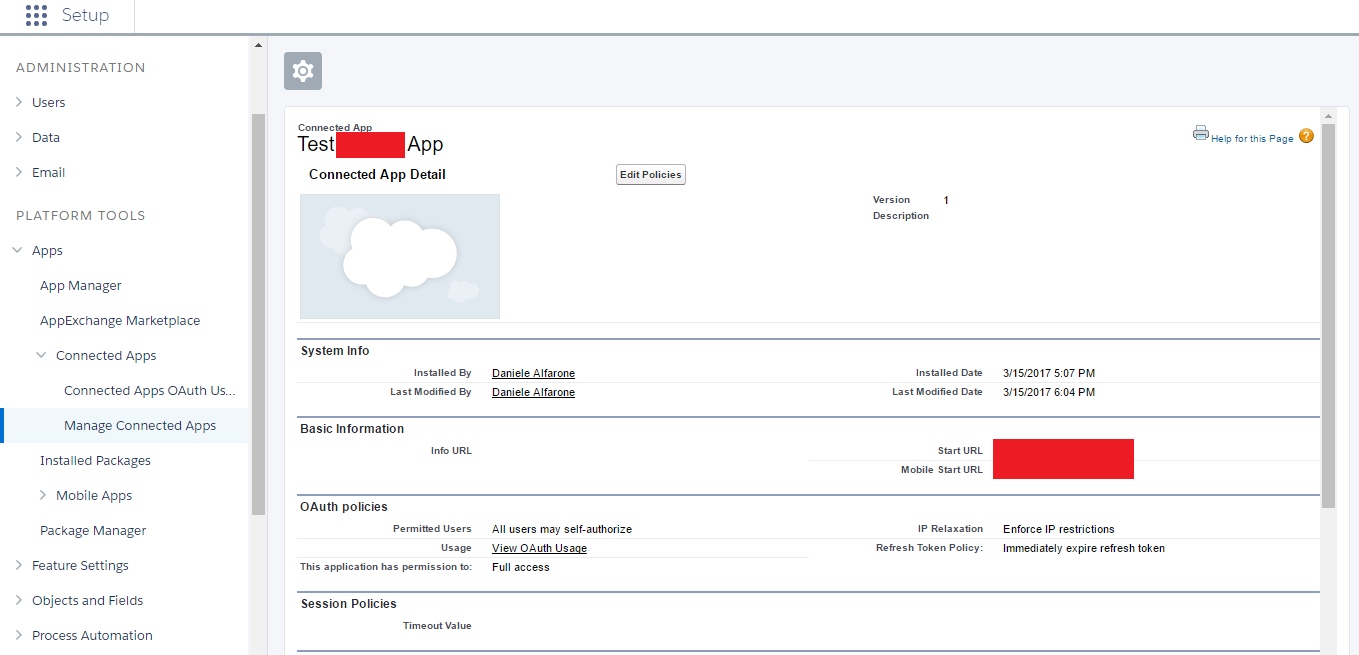 Setup
ADMINISTRATION
Users
Data
Email
PLATFORM TOOLS
Apps
App Manager
AppExchange Marketplace
Connected Apps
Connected Apps OAuth Us...
Manage Connected Apps
Installed Packages
Mobile Apps
Package Manager
Feature Settings
Objects and Fields
Process Automation
Connected App
Test App
Help for this Page ?
Connected App Detail
Edit Policies
Version 1
Description
System Info
Installed By Daniele Alfarone Installed Date 3/15/2017 5:07 PM
Last Modified By Daniele Alfarone Last Modified Date 3/15/2017 6:04 PM
Basic Information
Info URL Start URL
Mobile Start URL
OAuth policies
Permitted Users All users may self-authorize IP Relaxation Enforce IP restrictions
Usage View OAuth Usage Refresh Token Policy: Immediately expire refresh token
This application has permission to: Full access
Session Policies
Timeout Value